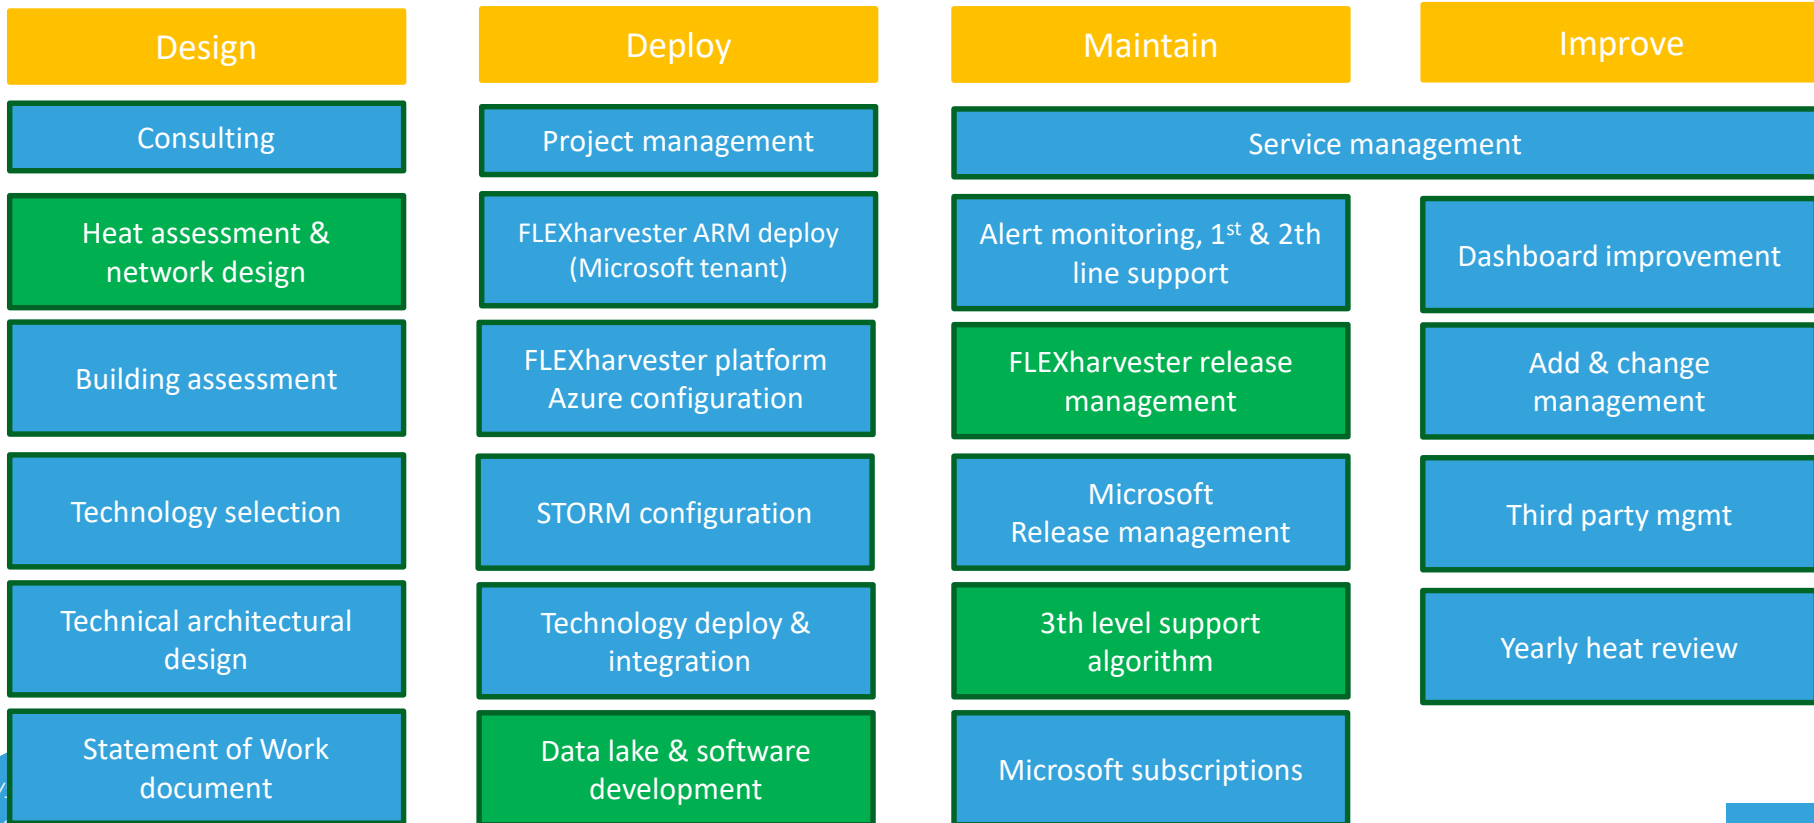 Design
Consulting
Heat assessment &
network design
Building assessment
Technology selection
Technical architectural
design
Statement of Work
document
Deploy
Project management
FLEXharvester ARM deploy
(Microsoft tenant)
FLEXharvester platform
Azure configuration
STORM configuration
Technology deploy &
integration
Data lake & software
development
Maintain
Improve
Service management
Alert monitoring, 1st & 2th
line support
FLEXharvester release
management
Microsoft
Release management
3th level support
algorithm
Microsoft subscriptions
Dashboard improvement
Add & change
management
Third party mgmt
Yearly heat review